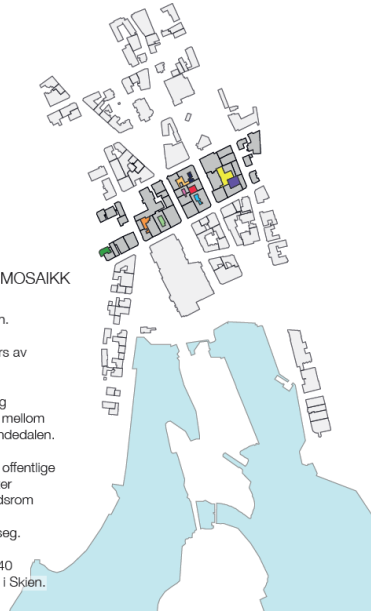 MOSAIKK
n.
rs av
g
mellom
ndedalen.
offentlige
er
dsrom
seg.
40
i Skien.